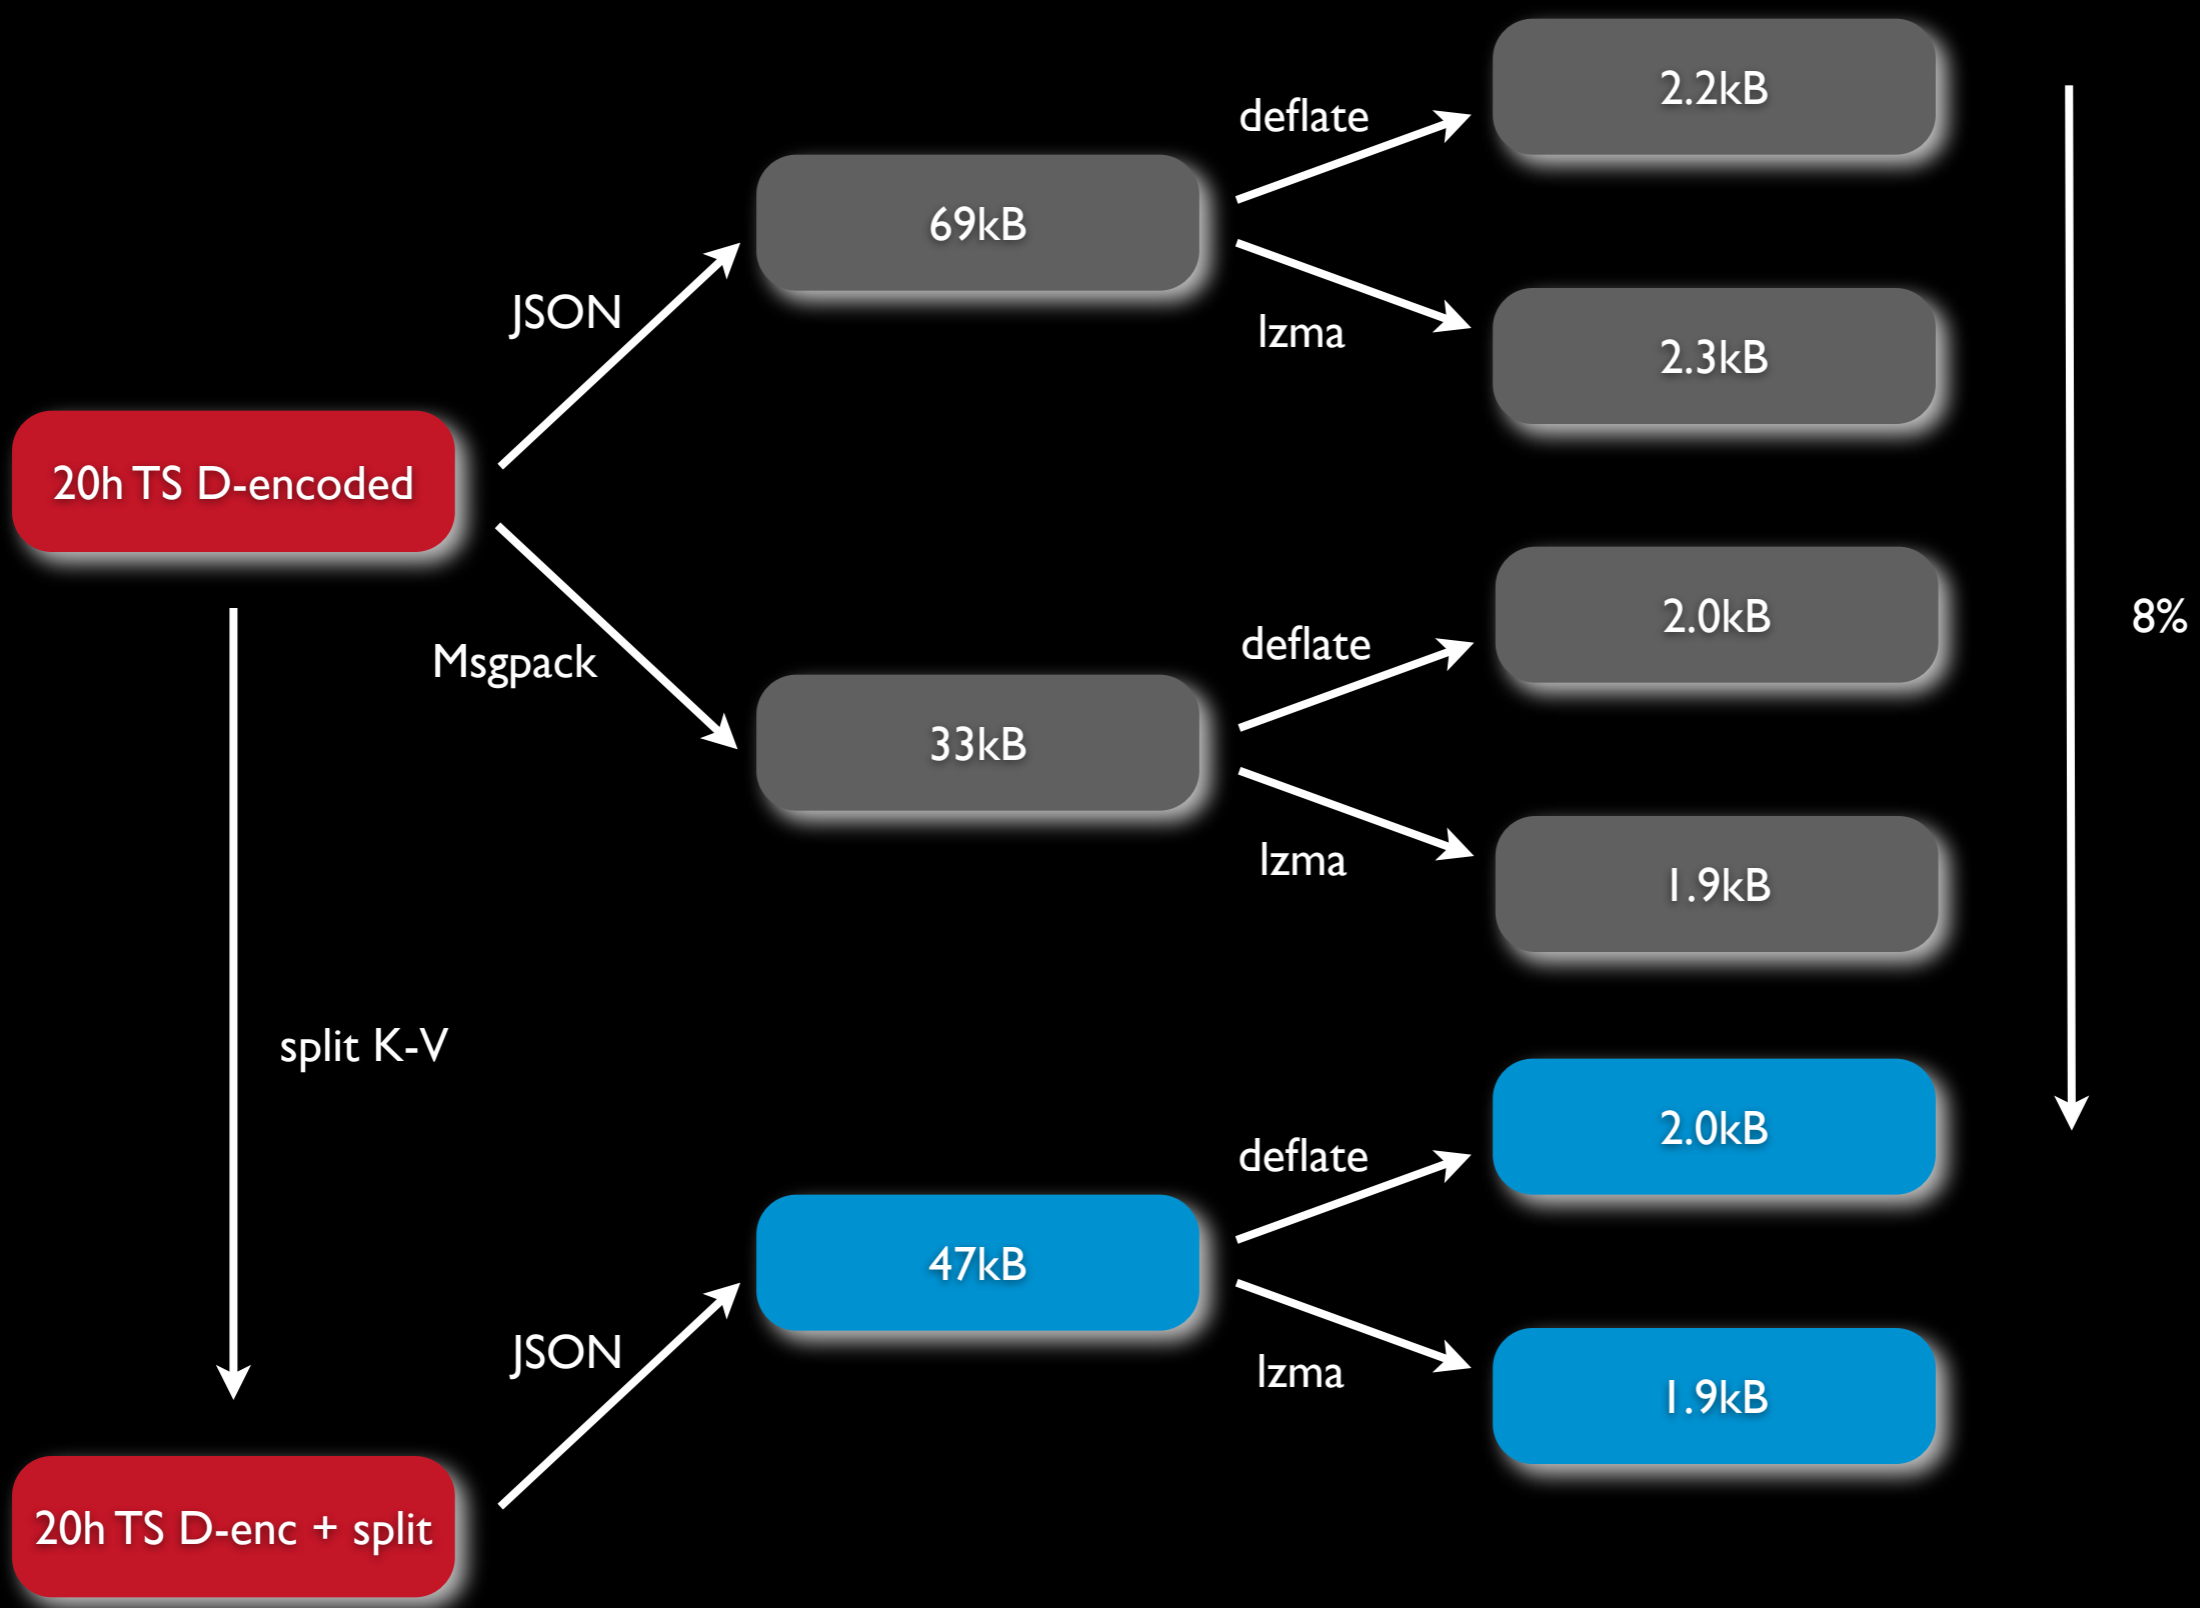 2.2kB
deflate
69kB
JSON
lzma
2.3kB
20h TS D-encoded
2.0kB
8%
deflate
Msgpack
33kB
lzma
1.9kB
split K-V
2.0kB
deflate
47kB
JSON
lzma
1.9kB
20h TS D-enc + split